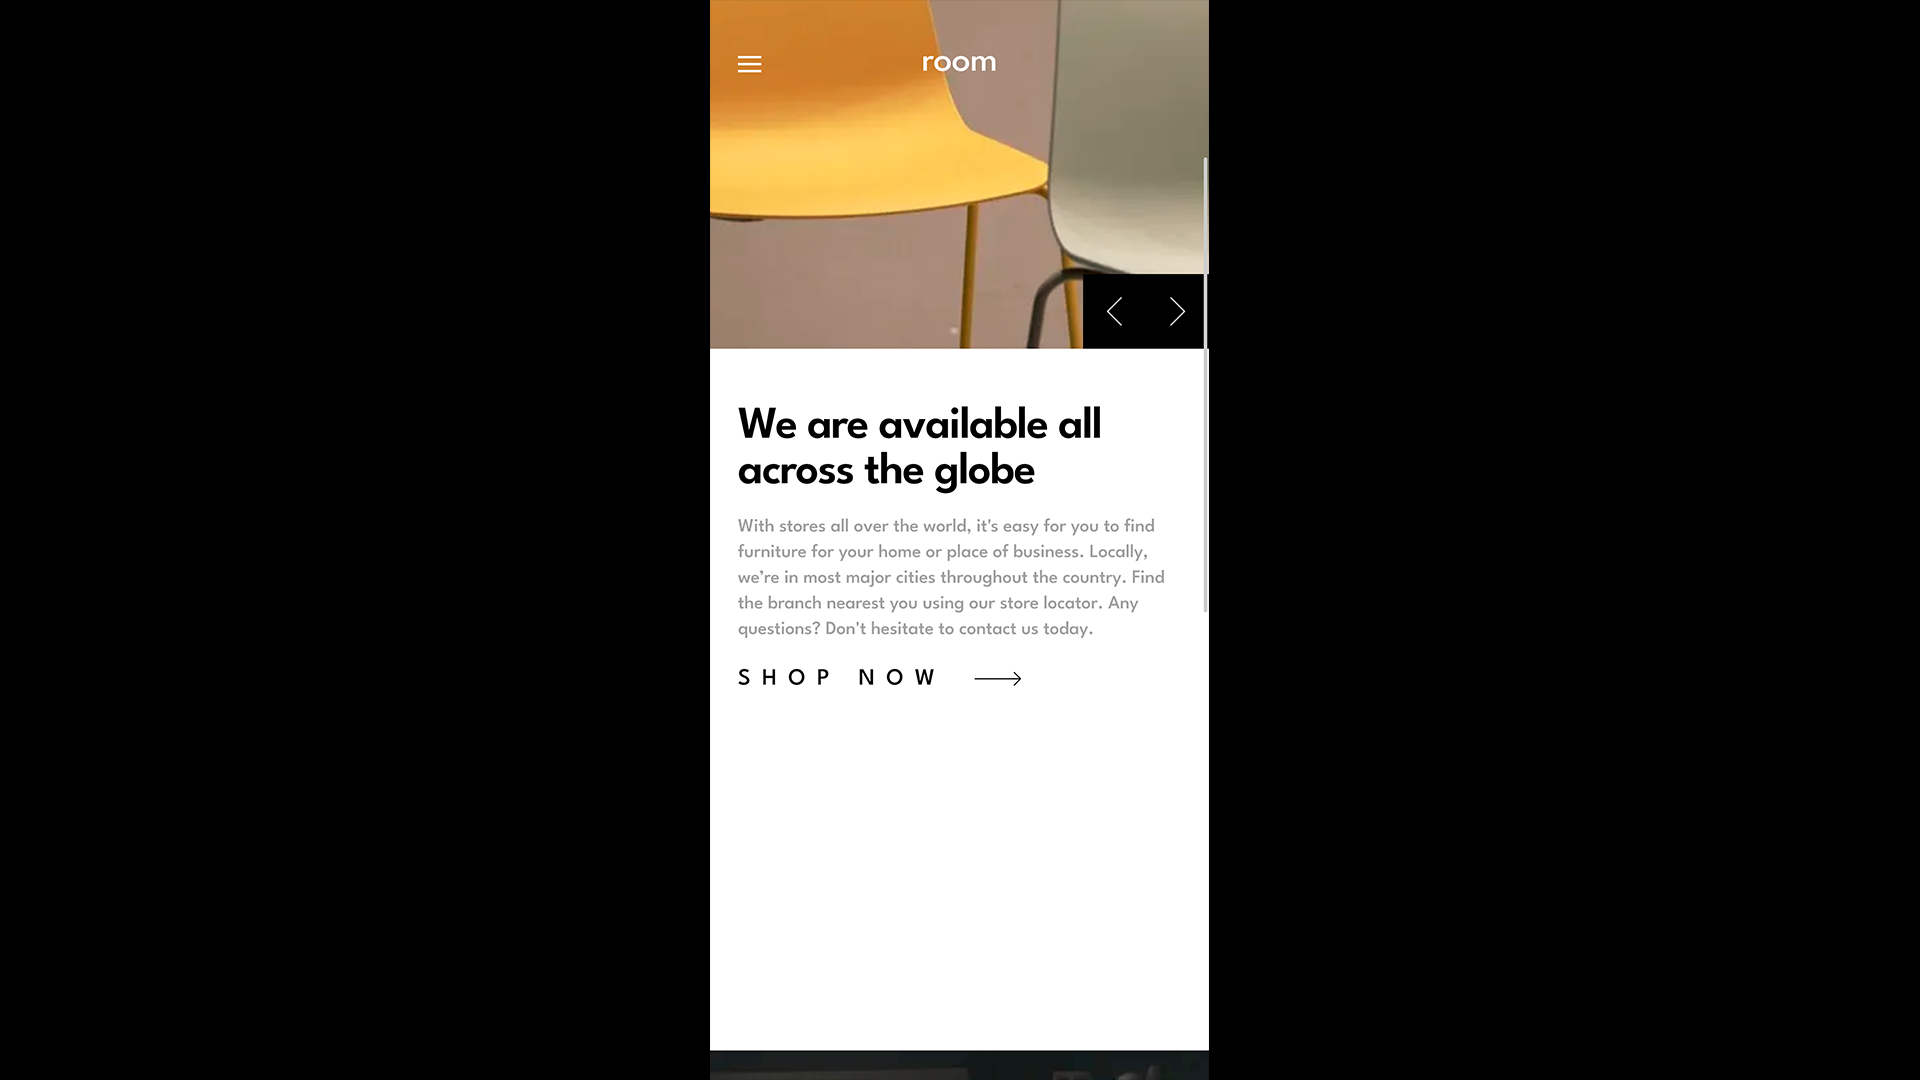 room
We are available all
across the globe
With stores all over the world, it's easy for you to find
furniture for your home or place of business. Locally,
we’re in most major cities throughout the country. Find
the branch nearest you using our store locator. Any
questions? Don't hesitate to contact us today.
SHOP NOW